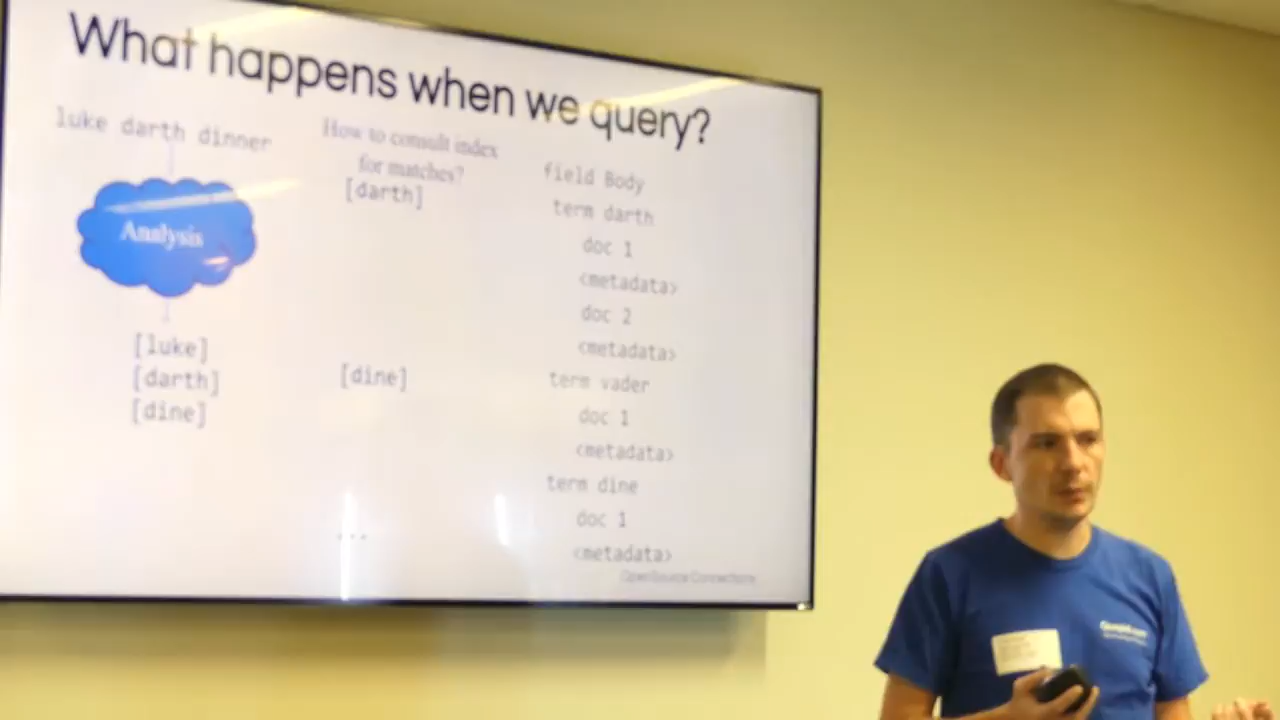 What happens when we query?
luke darth dinner
Analysis
[luke]
[darth]
[dine]
How to consult index
for matches?
[darth]
[dine]
...
field Body
term darth
doc 1
<metadata>
doc 2
<metadata>
term vader
doc 1
<metadata>
term dine
doc 1
<metadata>
OpenSource Connections